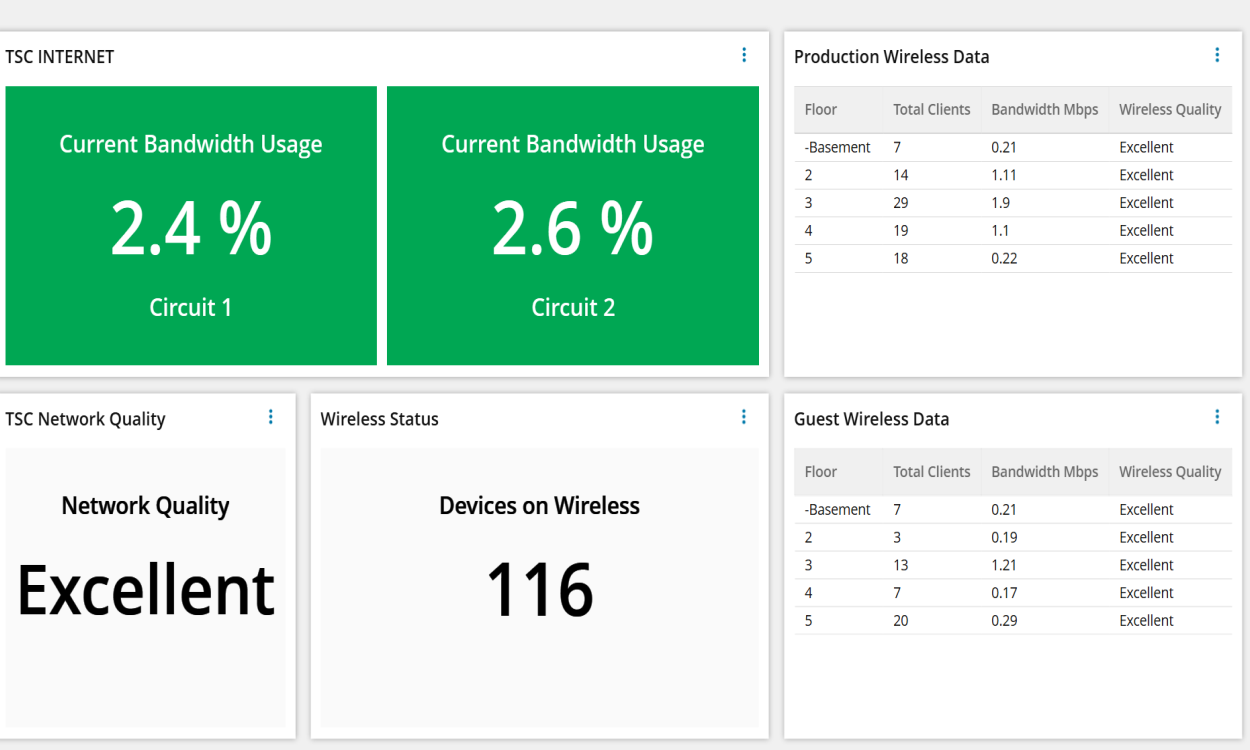 TSC INTERNET
Current Bandwidth Usage
2.4 %
Circuit 1
Current Bandwidth Usage
2.6 %
Circuit 2
Production Wireless Data
Floor Total Clients Bandwidth Mbps Wireless Quality
-Basement 7 0.21 Excellent
2 14 1.11 Excellent
3 29 1.9 Excellent
4 19 1.1 Excellent
5 18 0.22 Excellent
TSC Network Quality
Network Quality
Excellent
Wireless Status
Devices on Wireless
116
Guest Wireless Data
Floor Total Clients Bandwidth Mbps Wireless Quality
-Basement 7 0.21 Excellent
2 3 0.19 Excellent
3 13 1.21 Excellent
4 7 0.17 Excellent
5 20 0.29 Excellent